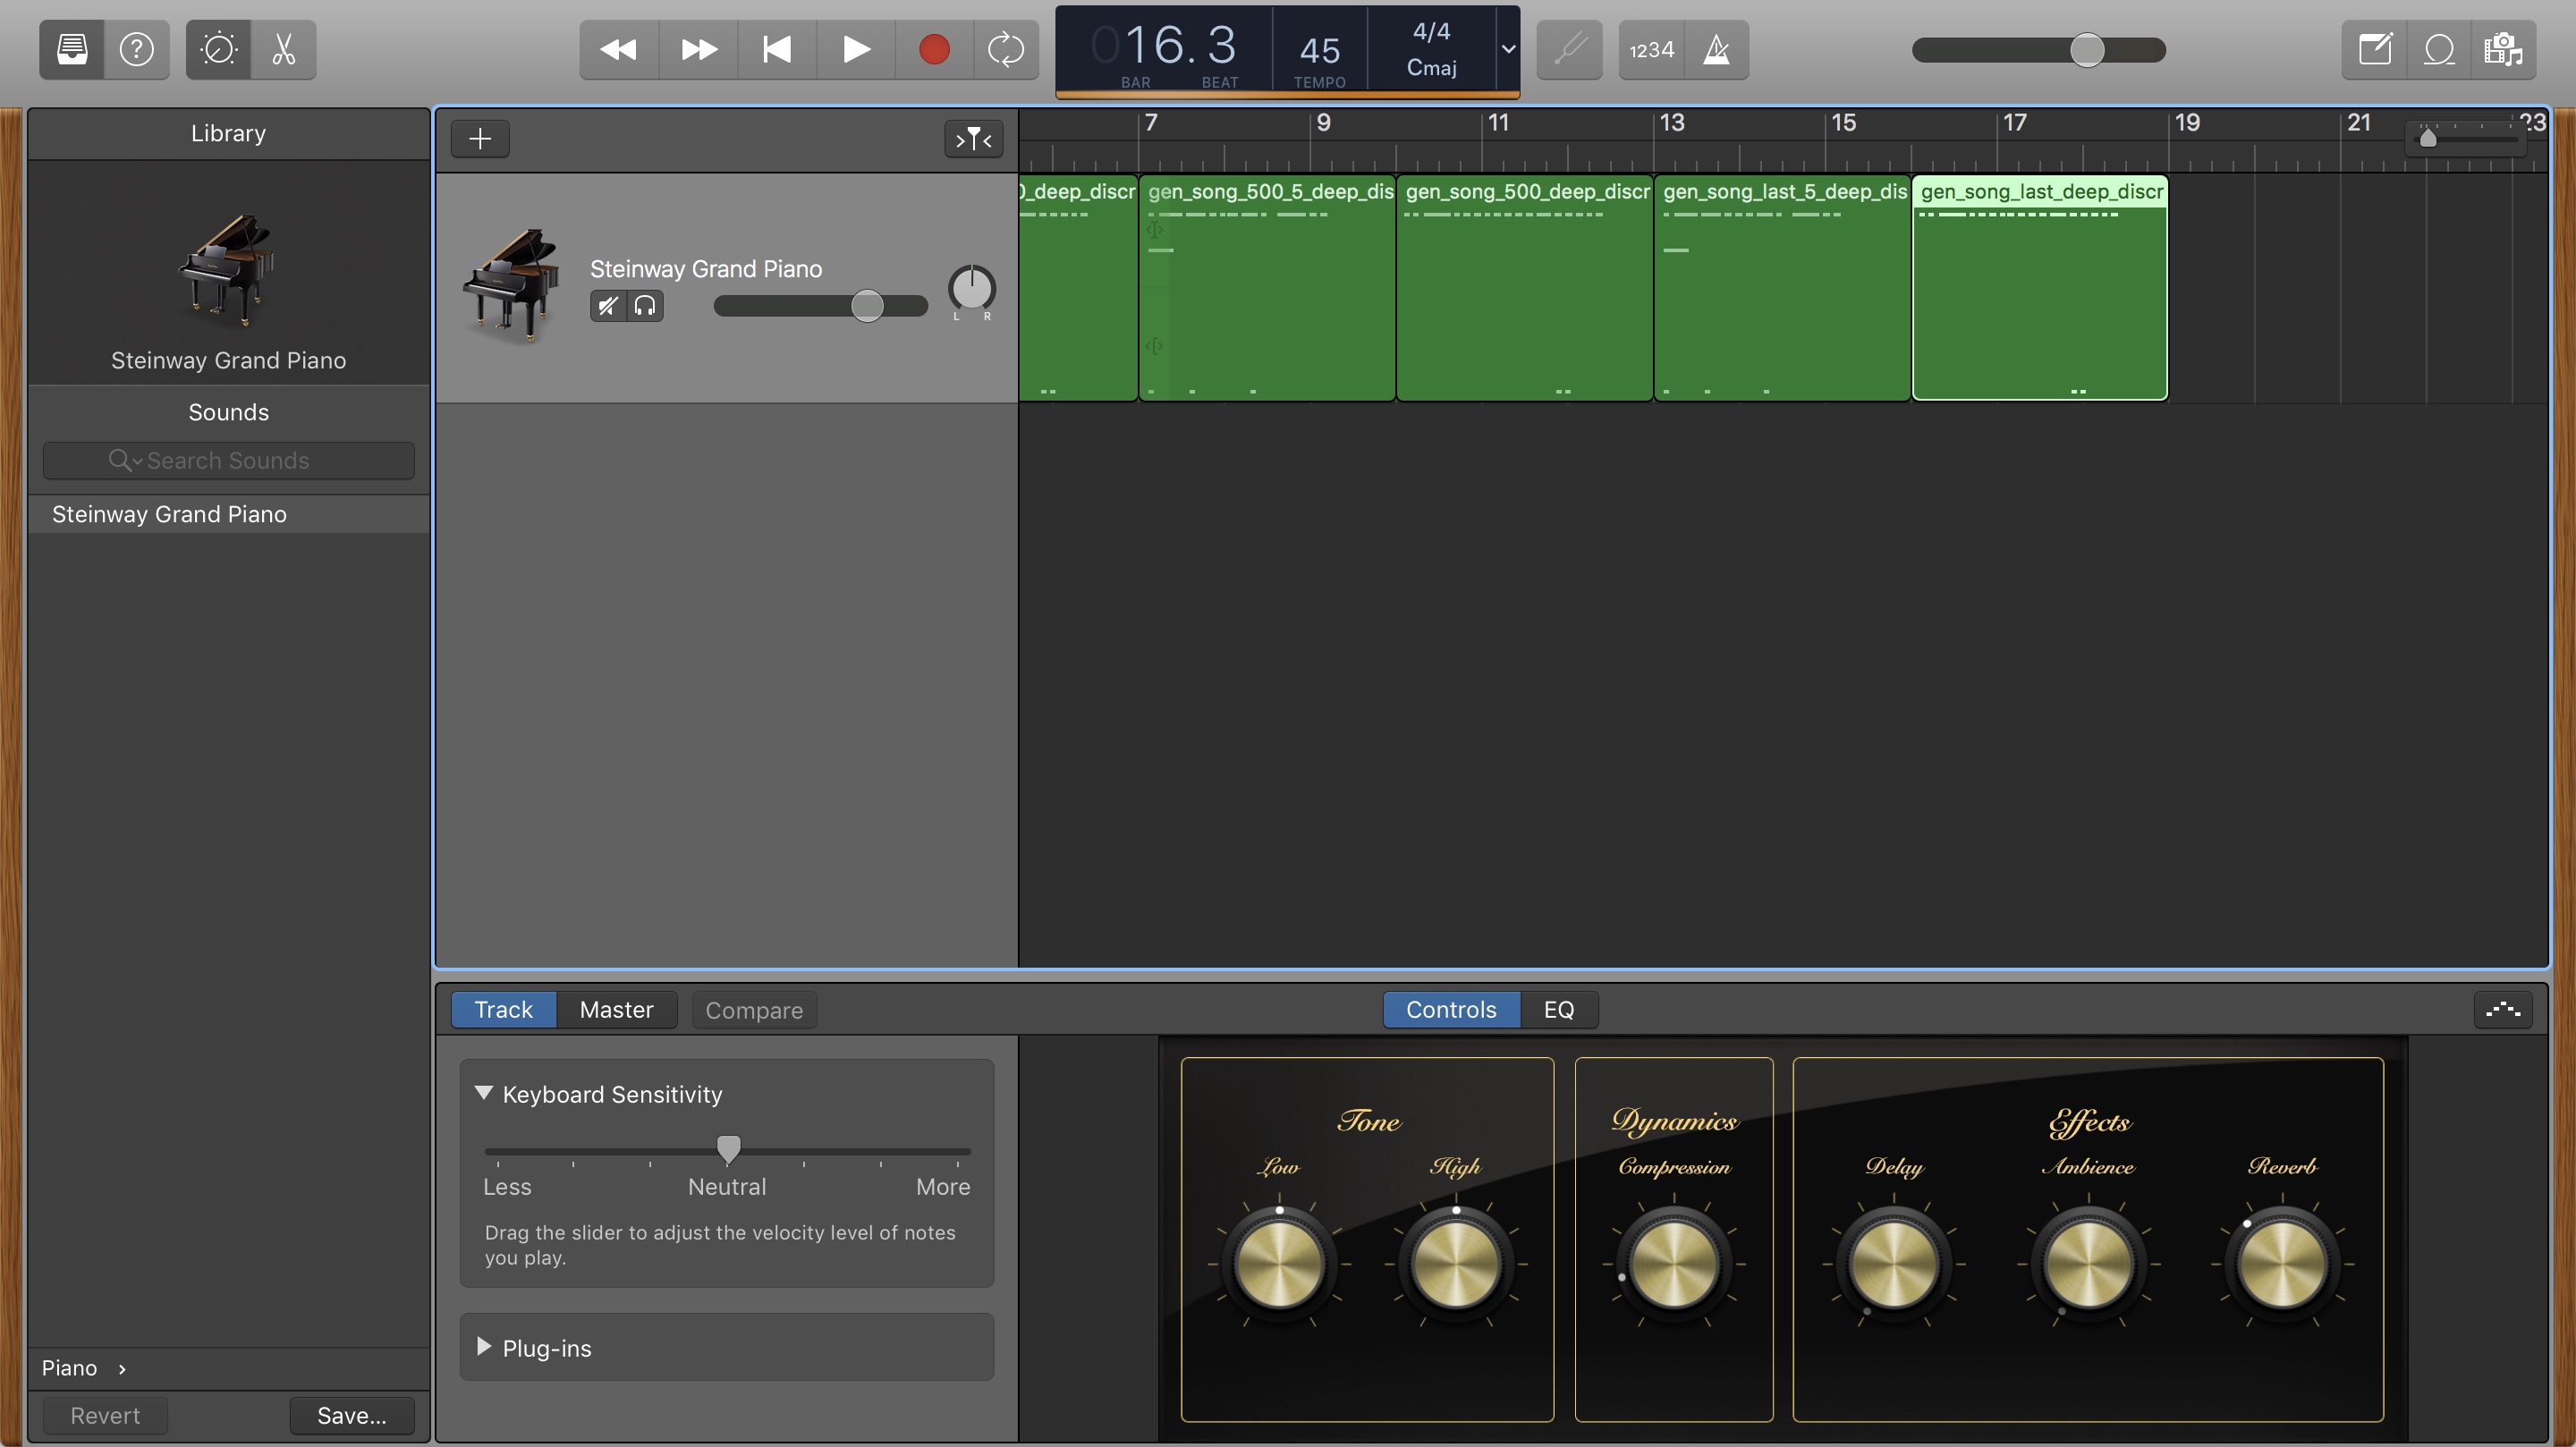 016.3
BAR BEAT
45
TEMPO
4/4
Cmaj
1234
Library
Steinway Grand Piano
Sounds
Search Sounds
Steinway Grand Piano
Piano
Revert
Save...
Steinway Grand Piano
L R
7 9 11 13 15 17 19 21 23
0_deep_discr
gen_song_500_5_deep_dis
gen_song_500_deep_discr
gen_song_last_5_deep_dis
gen_song_last_deep_discr
Track Master Compare
Controls EQ
Keyboard Sensitivity
Less Neutral More
Drag the slider to adjust the velocity level of notes
you play.
Plug-ins
Tone
Low High
Dynamics
Compression
Effects
Delay Ambience Reverb